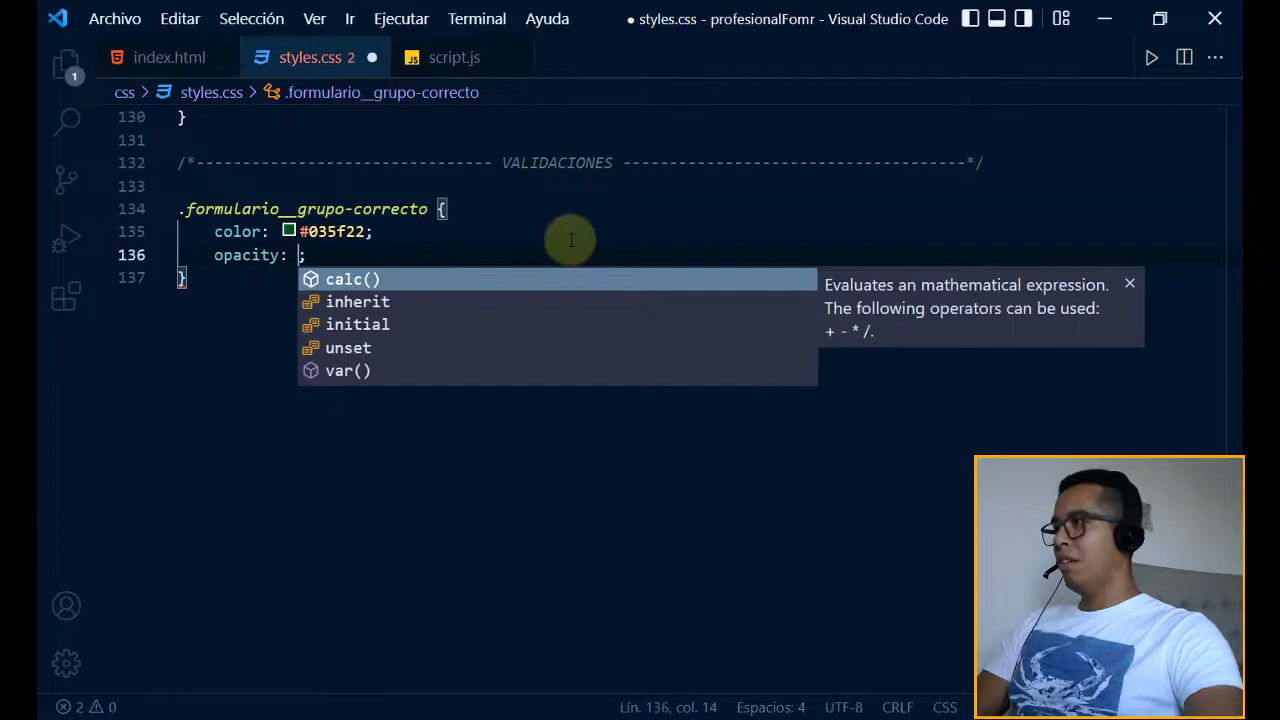 Archivo Editar Selección Ver Ir Ejecutar Terminal Ayuda ● styles.css - profesionalFomr - Visual Studio Code
index.html styles.css 2 ● JS script.js
css > styles.css > .formulario__grupo-correcto
1
130 }
131
132 /*-------------------------------- VALIDACIONES -------------------------------------*/
133
134 .formulario__grupo-correcto {
135 color: #035f22;
136 opacity: ;
137 }
calc()
inherit
initial
unset
var()
Evaluates an mathematical expression.
The following operators can be used:
+ - * /.
2 0 Lín. 136, col. 14 Espacios: 4 UTF-8 CRLF CSS